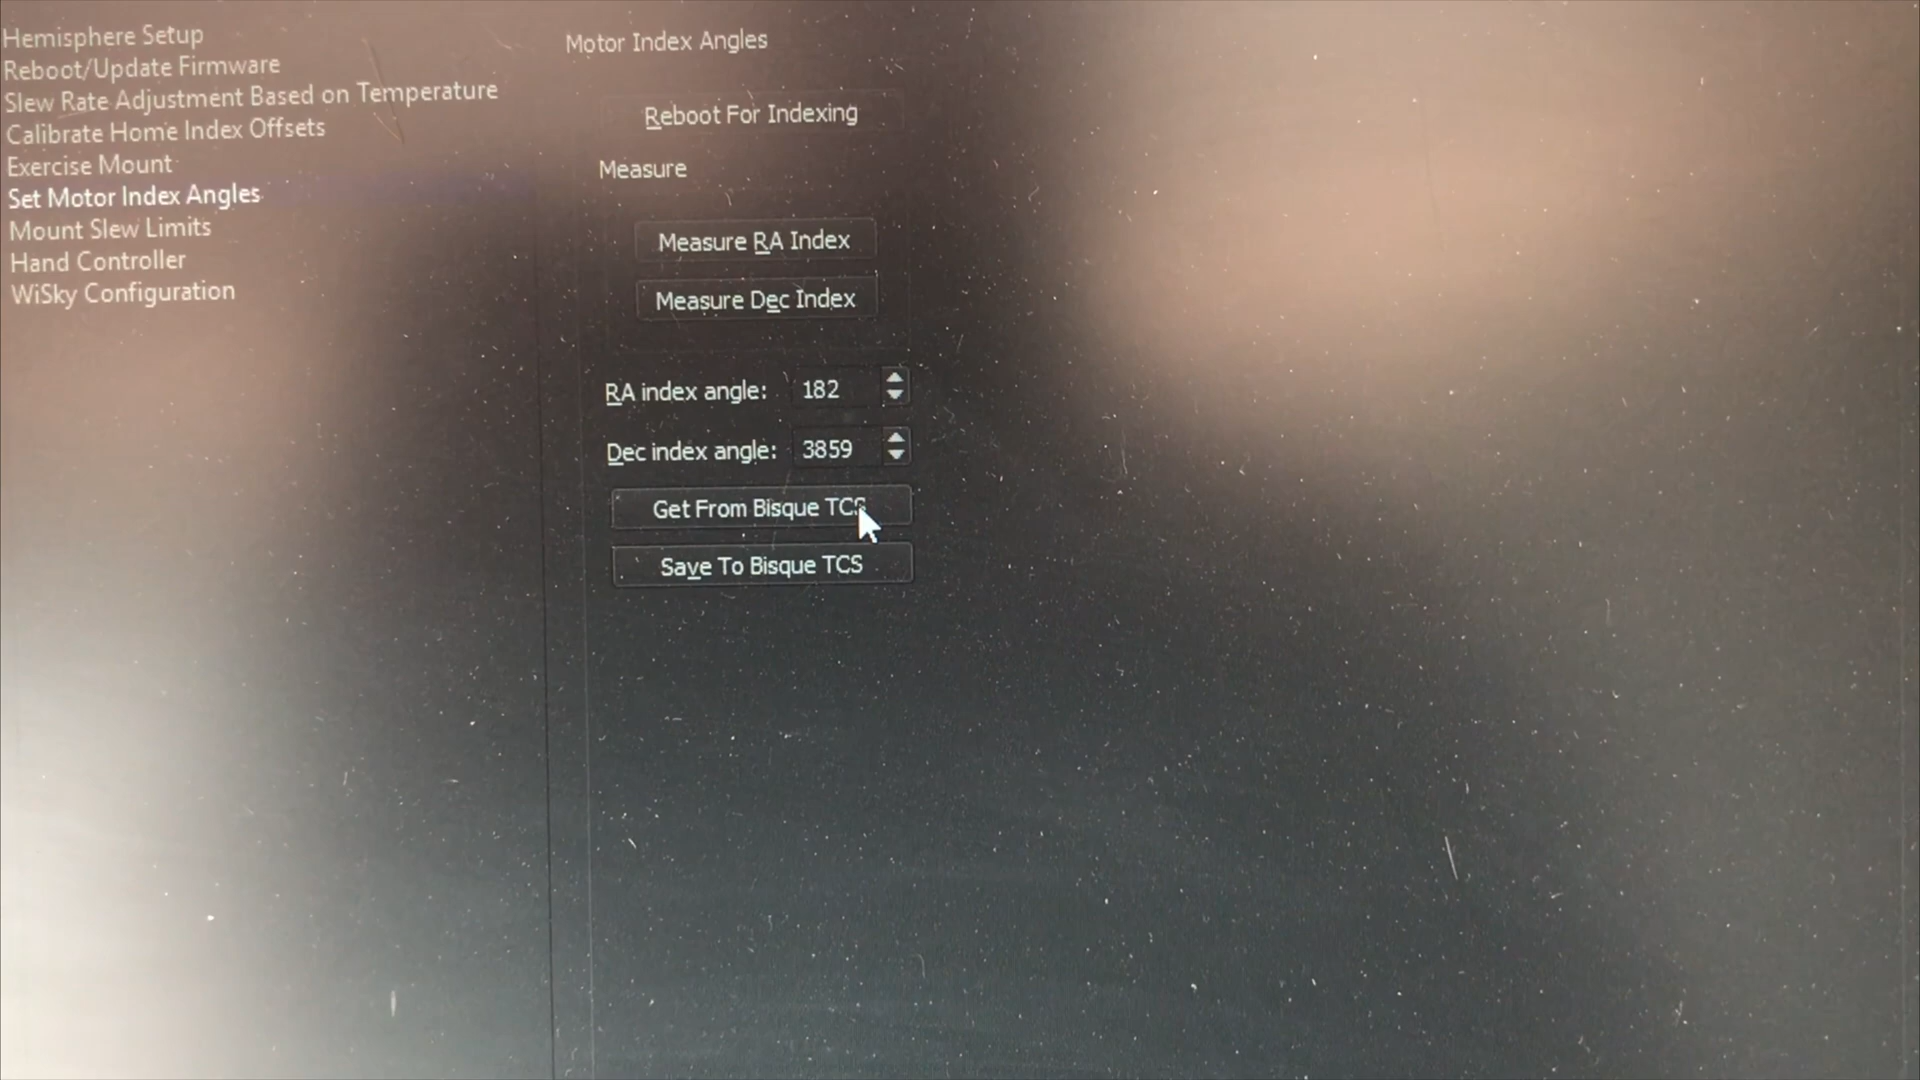 Hemisphere Setup
Reboot/Update Firmware
Slew Rate Adjustment Based on Temperature
Calibrate Home Index Offsets
Exercise Mount
Set Motor Index Angles
Mount Slew Limits
Hand Controller
WiSky Configuration
Motor Index Angles
Reboot For Indexing
Measure
Measure RA Index
Measure Dec Index
RA index angle: 182
Dec index angle: 3859
Get From Bisque TCS
Save To Bisque TCS